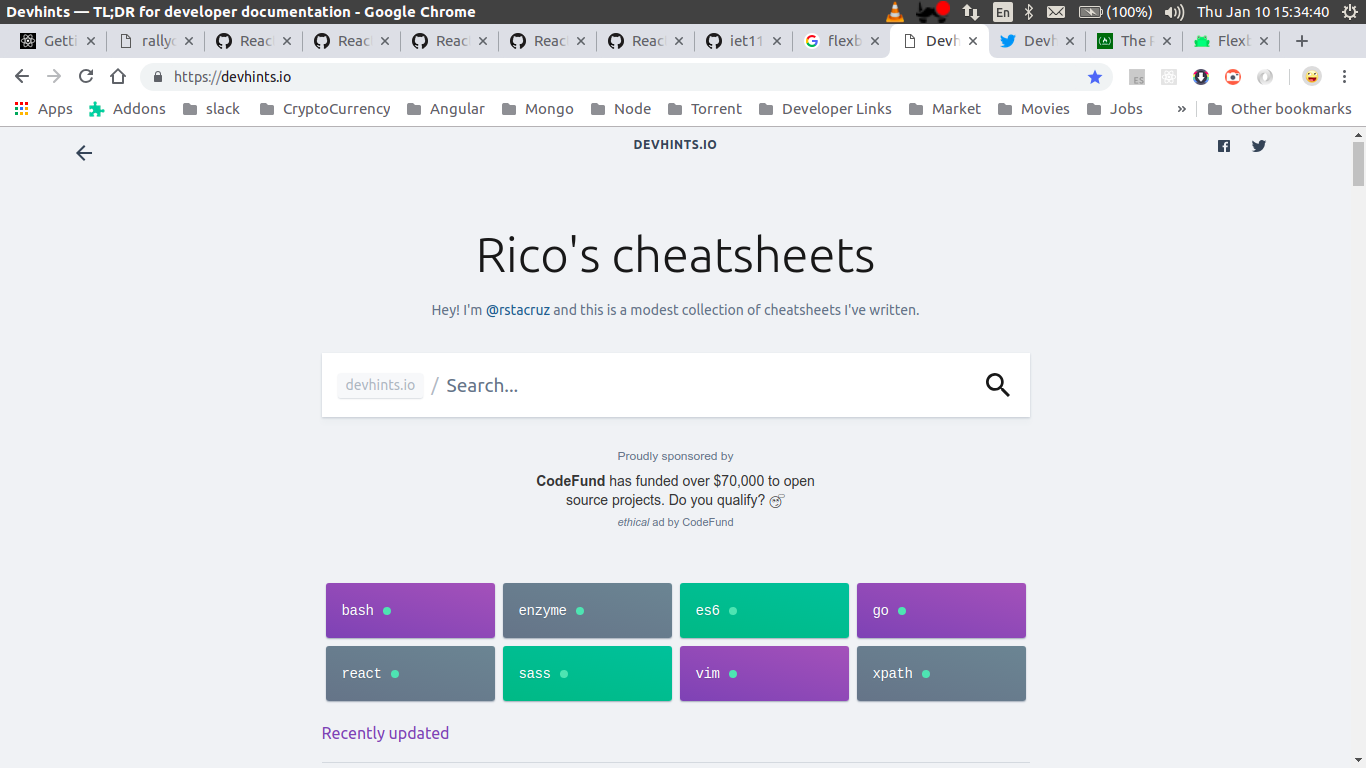 Devhints — TL;DR for developer documentation - Google Chrome
En
(100%)
Thu Jan 10 15:34:40
Getti
rallyc
Reac
Reac
Reac
Reac
Reac
iet11
flexb
Devh
Devh
The F
Flexb
https://devhints.io
ES
Apps
Addons
slack
CryptoCurrency
Angular
Mongo
Node
Torrent
Developer Links
Market
Movies
Jobs
»
Other bookmarks
DEVHINTS.IO
Rico's cheatsheets
Hey! I'm @rstacruz and this is a modest collection of cheatsheets I've written.
devhints.io / Search...
Proudly sponsored by
CodeFund has funded over $70,000 to open
source projects. Do you qualify? 😴
ethical ad by CodeFund
bash
enzyme
es6
go
react
sass
vim
xpath
Recently updated